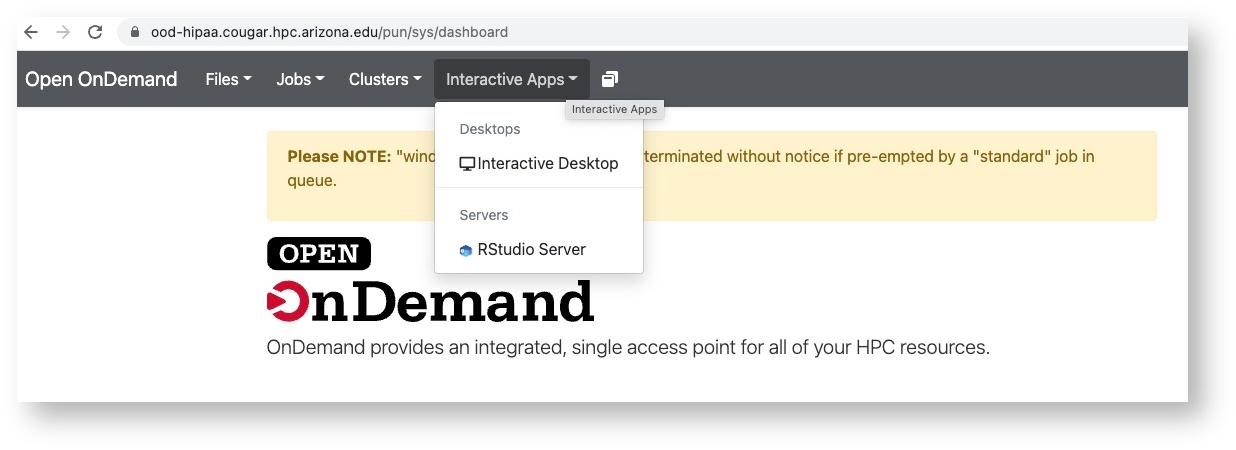 ood-hipaa.cougar.hpc.arizona.edu/pun/sys/dashboard
Open OnDemand Files Jobs Clusters Interactive Apps
Interactive Apps
Desktops
Interactive Desktop
Servers
RStudio Server
Please NOTE: "wind terminated without notice if pre-empted by a "standard" job in
queue.
OPEN
OnDemand
OnDemand provides an integrated, single access point for all of your HPC resources.